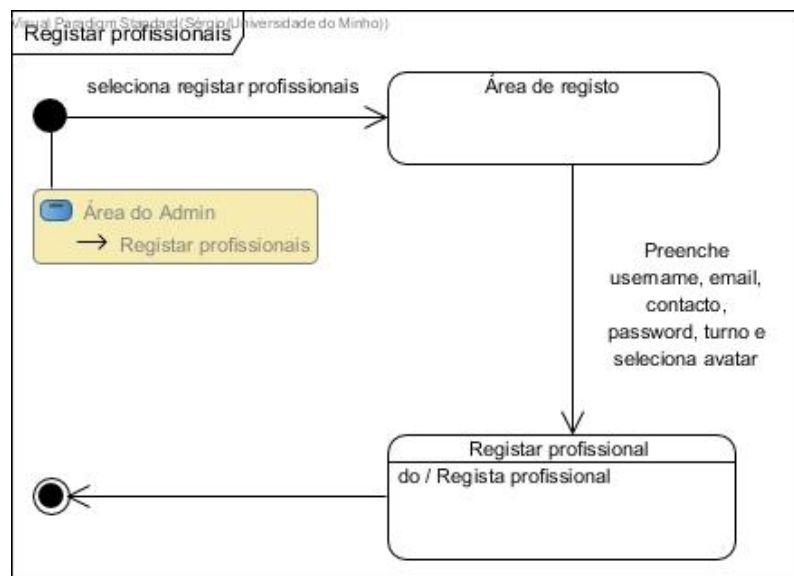 Visual Paradigm Standard(Sérgio(Universidade do Minho))
Registar profissionais
seleciona registar profissionais
Área de registo
Área do Admin
Registar profissionais
Preenche
username, email,
contacto,
password, turno e
seleciona avatar
Registar profissional
do / Regista profissional